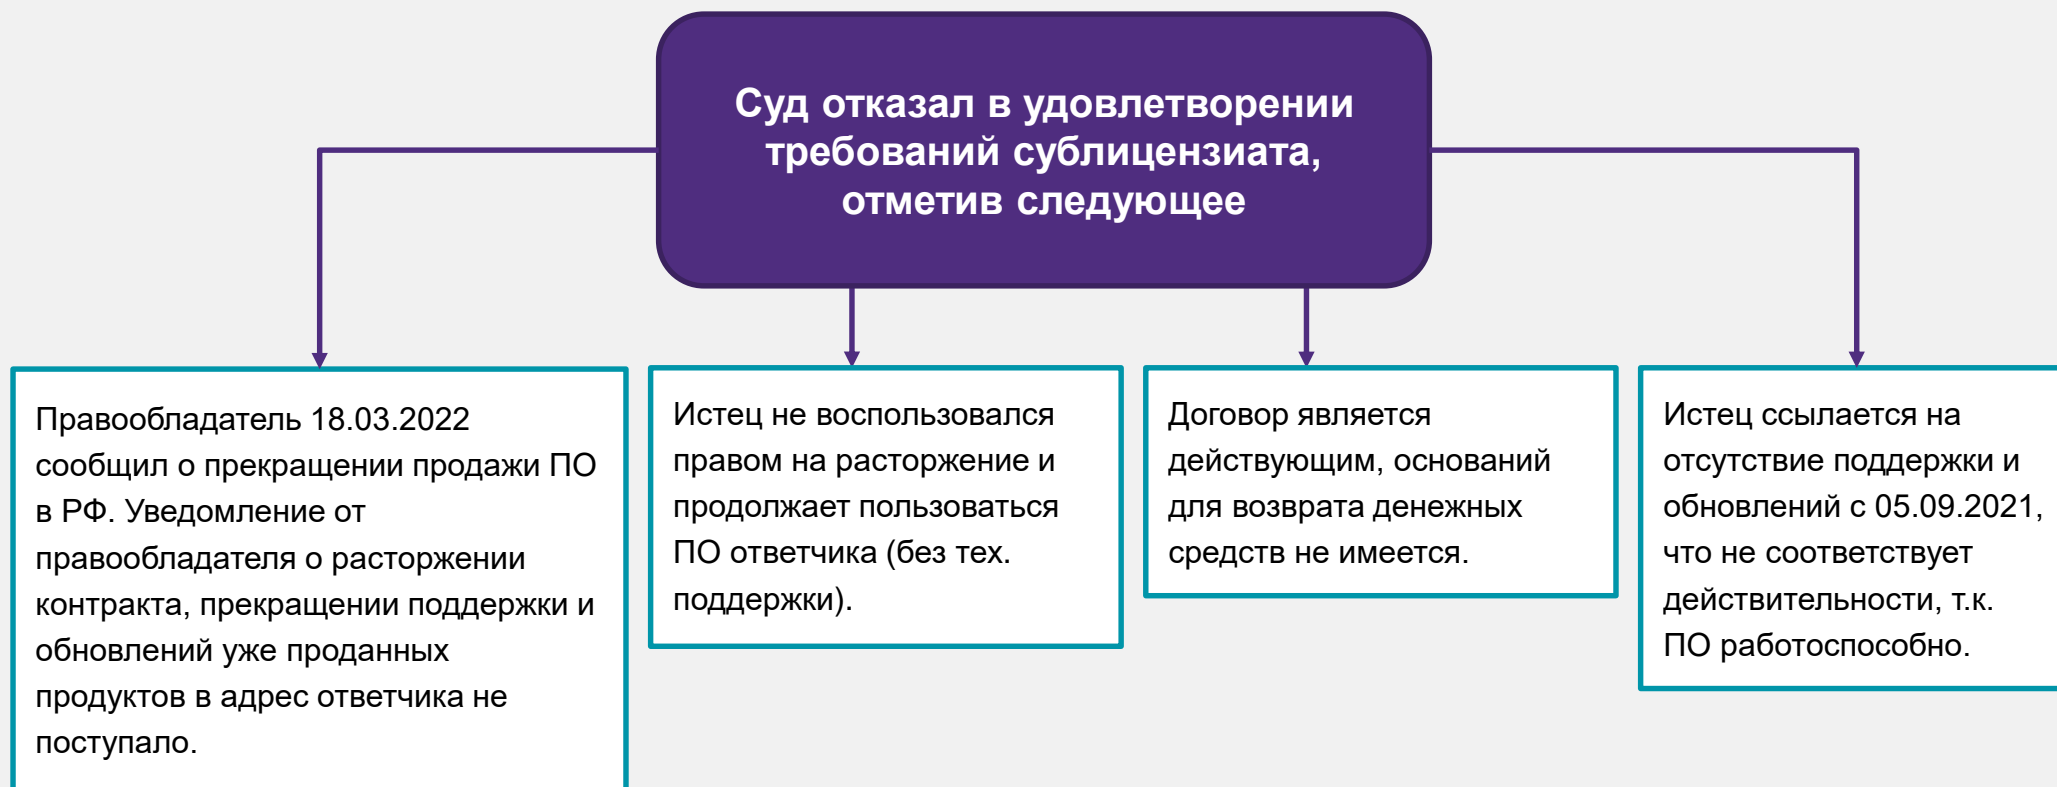 Суд отказал в удовлетворении
требований сублицензиата,
отметив следующее
Правообладатель 18.03.2022
сообщил о прекращении продажи ПО
в РФ. Уведомление от
правообладателя о расторжении
контракта, прекращении поддержки и
обновлений уже проданных
продуктов в адрес ответчика не
поступало.
Истец не воспользовался
правом на расторжение и
продолжает пользоваться
ПО ответчика (без тех.
поддержки).
Договор является
действующим, оснований
для возврата денежных
средств не имеется.
Истец ссылается на
отсутствие поддержки и
обновлений с 05.09.2021,
что не соответствует
действительности, т.к.
ПО работоспособно.